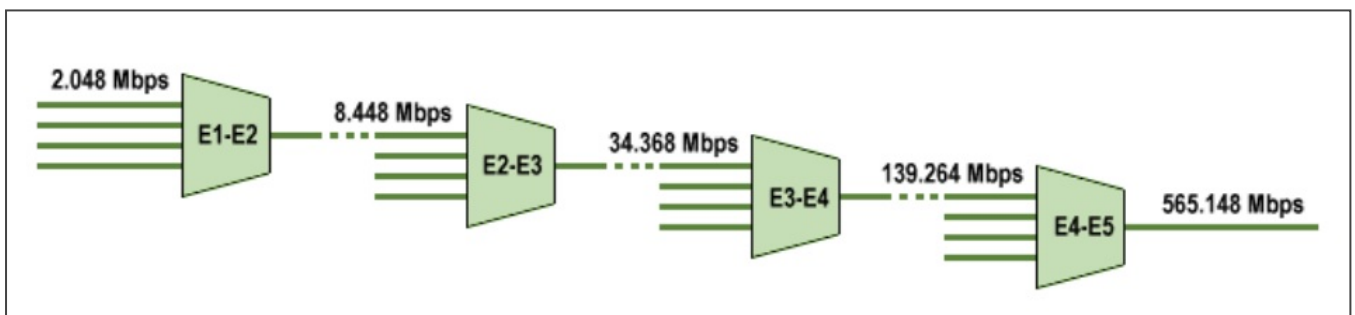 2.048 Mbps
E1-E2
8.448 Mbps
E2-E3
34.368 Mbps
E3-E4
139.264 Mbps
E4-E5
565.148 Mbps